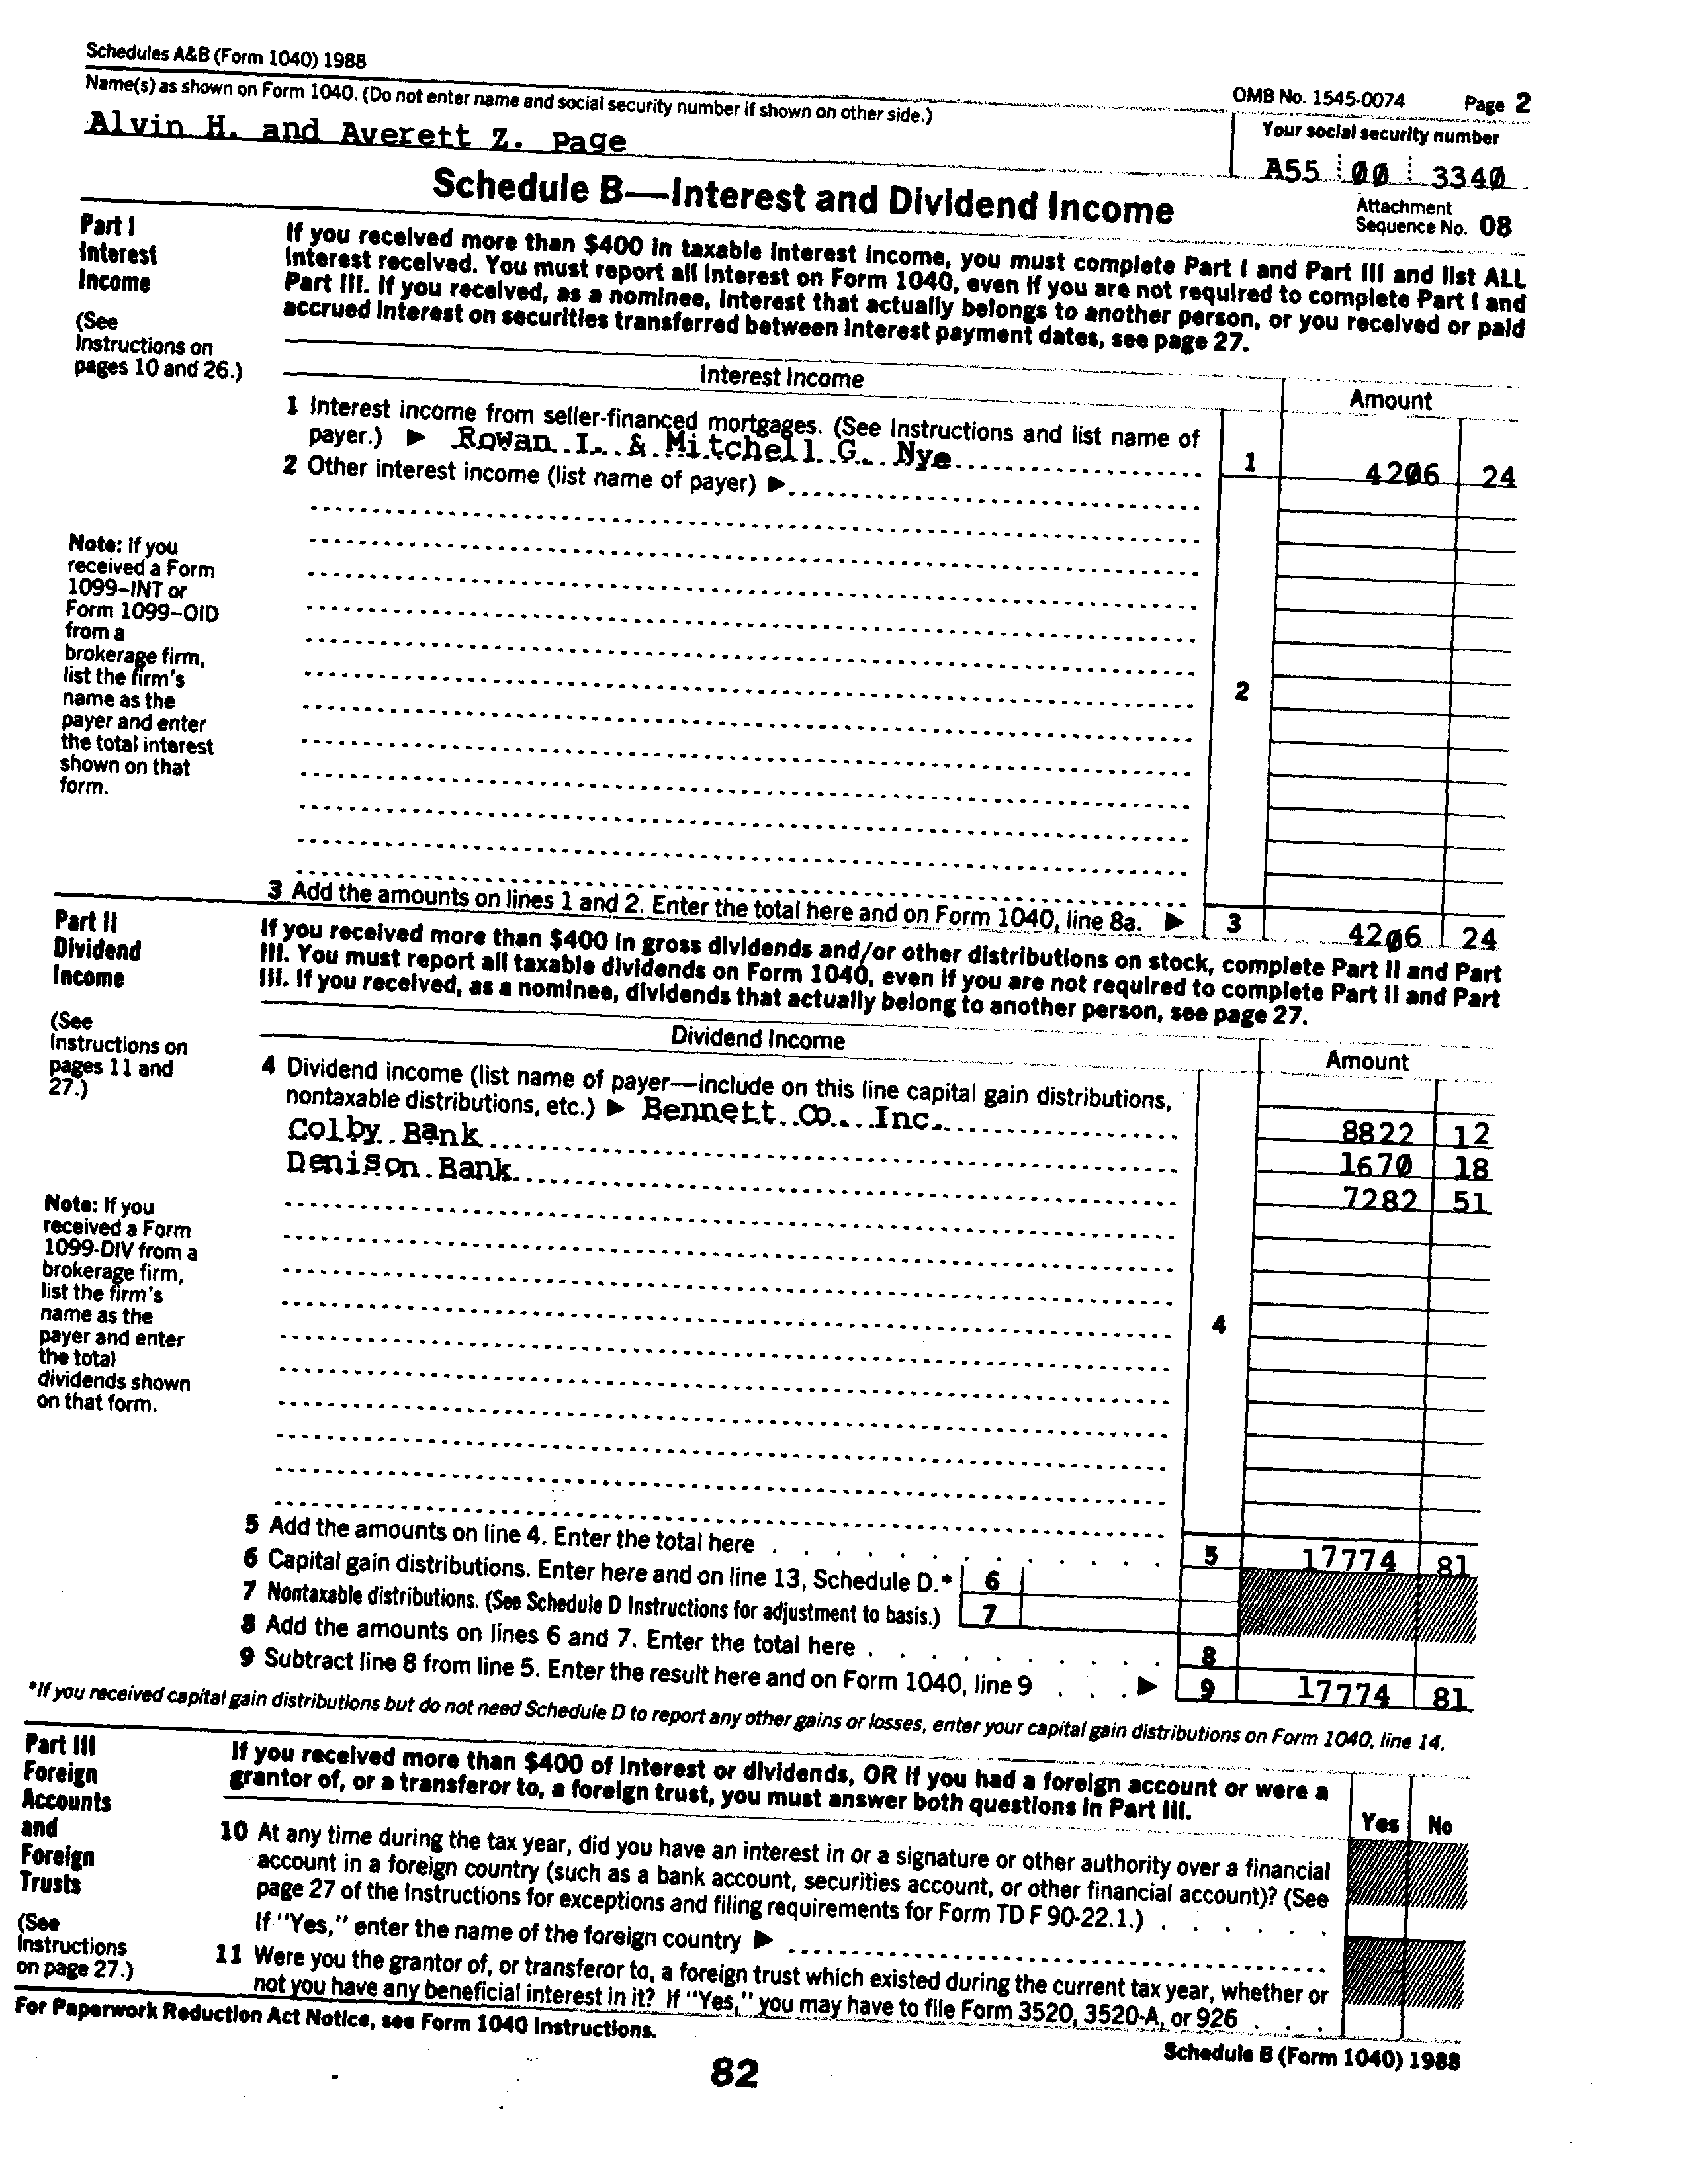 Schedules A&B (Form 1040) 1988
OMB No. 1545-0074 Page 2
Name(s) as shown on Form 1040. (Do not enter name and social security number if shown on other side.)
Your social security number
Alvin H. and Averett Z. Page
A55 00 3340
Schedule B—Interest and Dividend Income
Attachment
Sequence No. 08
Part I
Interest
Income
(See
Instructions on
pages 10 and 26.)
If you received more than $400 in taxable interest income, you must complete Part I and Part III and list ALL
interest received. You must report all interest on Form 1040, even if you are not required to complete Part I and
Part III. If you received, as a nominee, interest that actually belongs to another person, or you received or paid
accrued interest on securities transferred between interest payment dates, see page 27.
Interest Income
Amount
1 Interest income from seller-financed mortgages. (See Instructions and list name of
payer.) ▶ Rowan I. & Mitchell G. Nye
1 4206 24
2 Other interest income (list name of payer) ▶
Note: If you
received a Form
1099–INT or
Form 1099–OID
from a
brokerage firm,
list the firm's
name as the
payer and enter
the total interest
shown on that
form.
2
3 Add the amounts on lines 1 and 2. Enter the total here and on Form 1040, line 8a. ▶ 3 4206 24
Part II
Dividend
Income
(See
Instructions on
pages 11 and
27.)
If you received more than $400 in gross dividends and/or other distributions on stock, complete Part II and Part
III. You must report all taxable dividends on Form 1040, even if you are not required to complete Part II and Part
III. If you received, as a nominee, dividends that actually belong to another person, see page 27.
Dividend Income
Amount
4 Dividend income (list name of payer—include on this line capital gain distributions,
nontaxable distributions, etc.) ▶ Bennett Co. Inc. 8822 12
Colby Bank 1670 18
Denison Bank 7282 51
Note: If you
received a Form
1099-DIV from a
brokerage firm,
list the firm's
name as the
payer and enter
the total
dividends shown
on that form.
4
5 Add the amounts on line 4. Enter the total here . . . . . . . . . . . . 5 17774 81
6 Capital gain distributions. Enter here and on line 13, Schedule D.* 6
7 Nontaxable distributions. (See Schedule D Instructions for adjustment to basis.) 7
8 Add the amounts on lines 6 and 7. Enter the total here . . . . . . . . . . 8
9 Subtract line 8 from line 5. Enter the result here and on Form 1040, line 9 . . . ▶ 9 17774 81
*If you received capital gain distributions but do not need Schedule D to report any other gains or losses, enter your capital gain distributions on Form 1040, line 14.
Part III
Foreign
Accounts
and
Foreign
Trusts
(See
Instructions
on page 27.)
If you received more than $400 of interest or dividends, OR if you had a foreign account or were a
grantor of, or a transferor to, a foreign trust, you must answer both questions in Part III.
Yes No
10 At any time during the tax year, did you have an interest in or a signature or other authority over a financial
account in a foreign country (such as a bank account, securities account, or other financial account)? (See
page 27 of the Instructions for exceptions and filing requirements for Form TD F 90-22.1.) . . . . . .
If "Yes," enter the name of the foreign country ▶
11 Were you the grantor of, or transferor to, a foreign trust which existed during the current tax year, whether or
not you have any beneficial interest in it? If "Yes," you may have to file Form 3520, 3520-A, or 926 . . .
For Paperwork Reduction Act Notice, see Form 1040 Instructions.
Schedule B (Form 1040) 1988
82